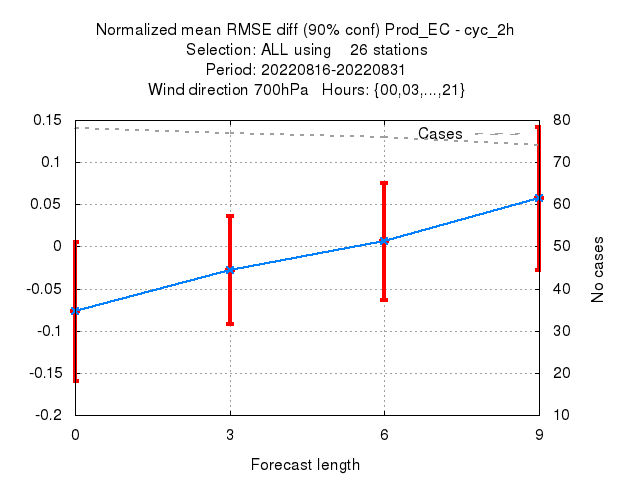 Normalized mean RMSE diff (90% conf) Prod_EC - cyc_2h
Selection: ALL using    26 stations
Period: 20220816-20220831
Wind direction 700hPa   Hours: {00,03,...,21}
0.15
0.1
0.05
0
-0.05
-0.1
-0.15
-0.2
Cases
80
70
60
50
40
30
20
10
No cases
0 3 6 9
Forecast length